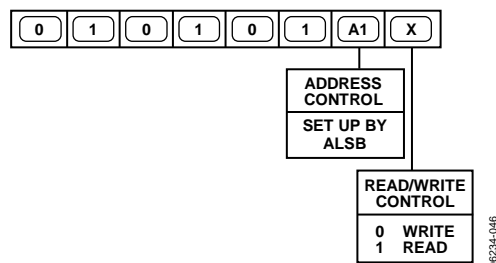 0 1 0 1 0 1 A1 X
ADDRESS
CONTROL
SET UP BY
ALSB
READ/WRITE
CONTROL
0 WRITE
1 READ
6234-046